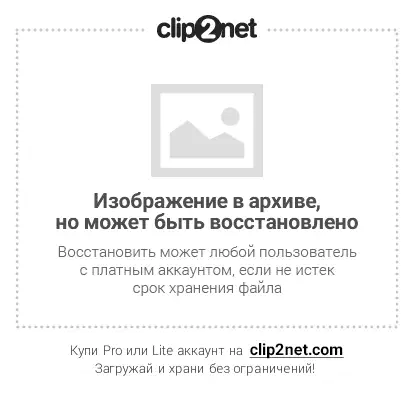 clip2net
Изображение в архиве,
но может быть восстановлено
Восстановить может любой пользователь
с платным аккаунтом, если не истек
срок хранения файла
Купи Pro или Lite аккаунт на clip2net.com
Загружай и храни без ограничений!